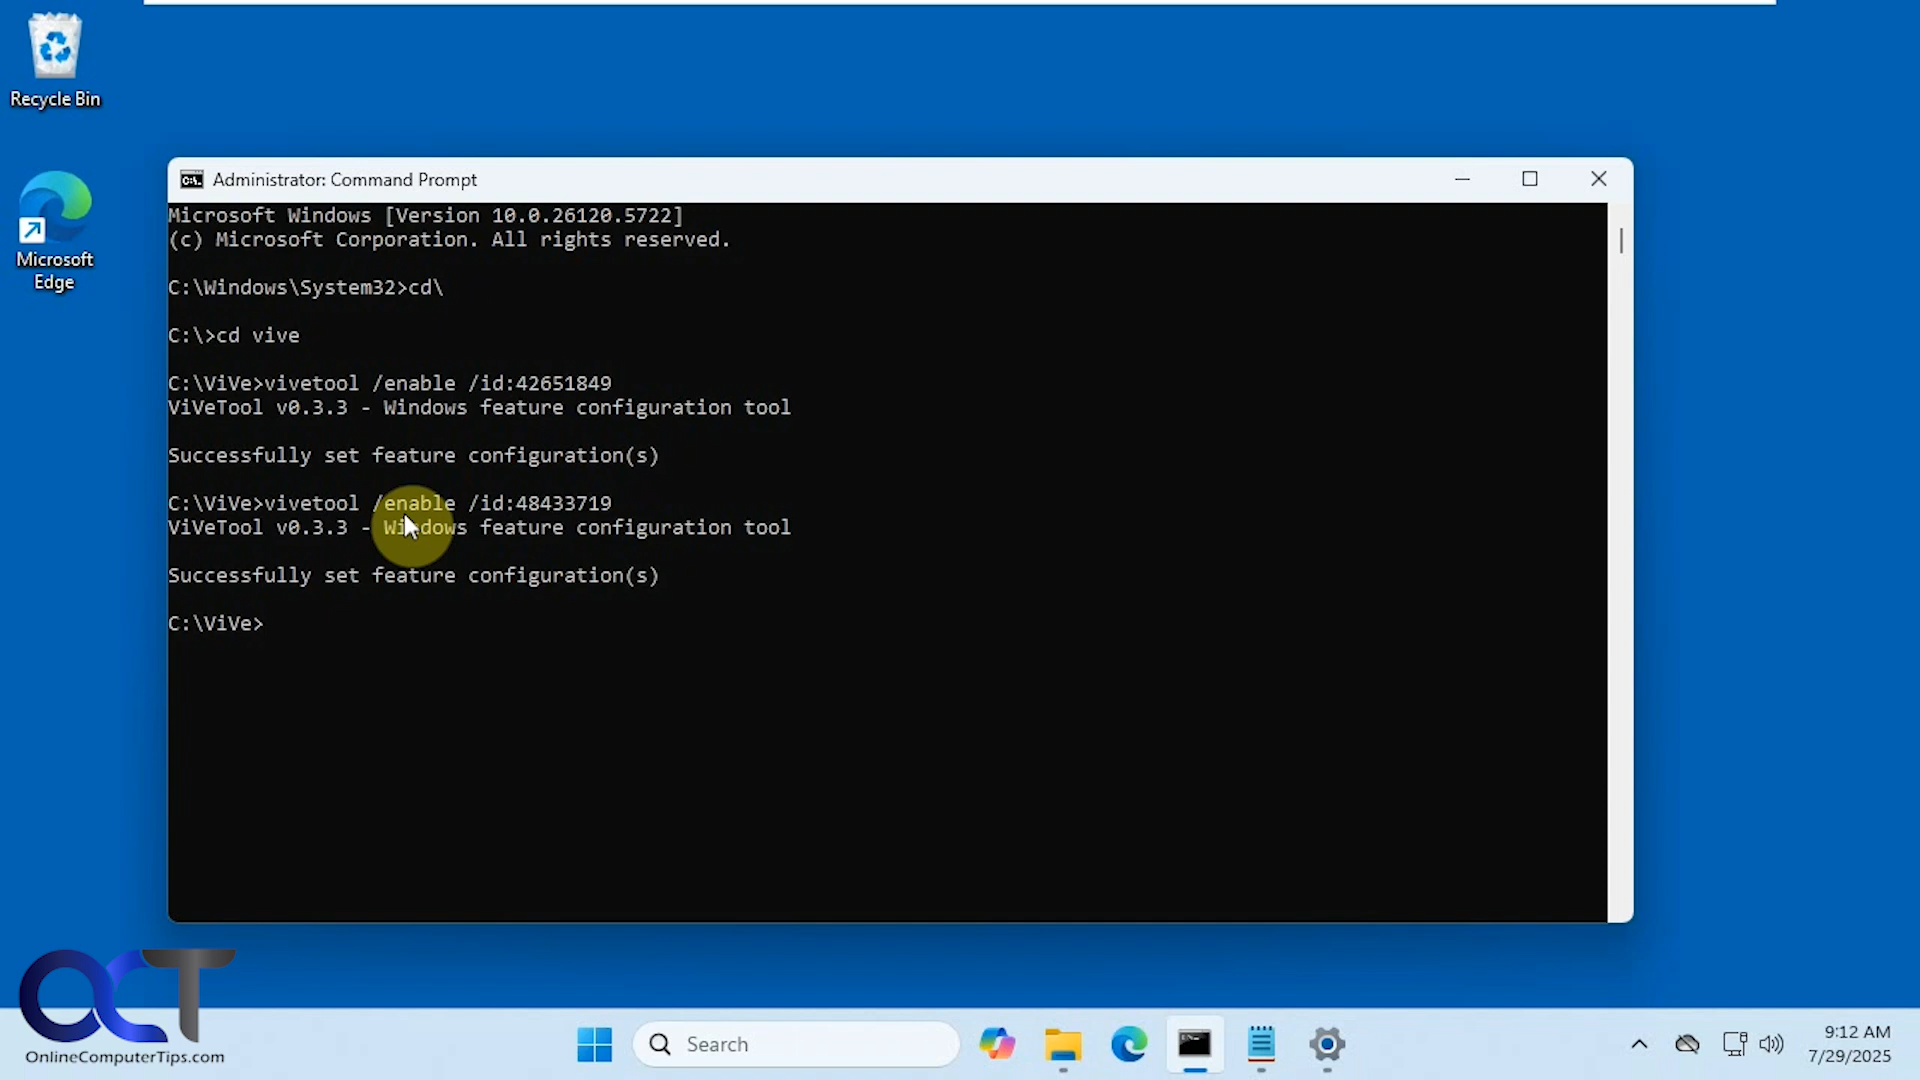 Recycle Bin
Microsoft
Edge
Administrator: Command Prompt
Microsoft Windows [Version 10.0.26120.5722]
(c) Microsoft Corporation. All rights reserved.
C:\Windows\System32>cd\
C:\>cd vive
C:\ViVe>vivetool /enable /id:42651849
ViVeTool v0.3.3 - Windows feature configuration tool
Successfully set feature configuration(s)
C:\ViVe>vivetool /enable /id:48433719
ViVeTool v0.3.3 - Windows feature configuration tool
Successfully set feature configuration(s)
C:\ViVe>
OCT
OnlineComputerTips.com
Search
9:12 AM
7/29/2025